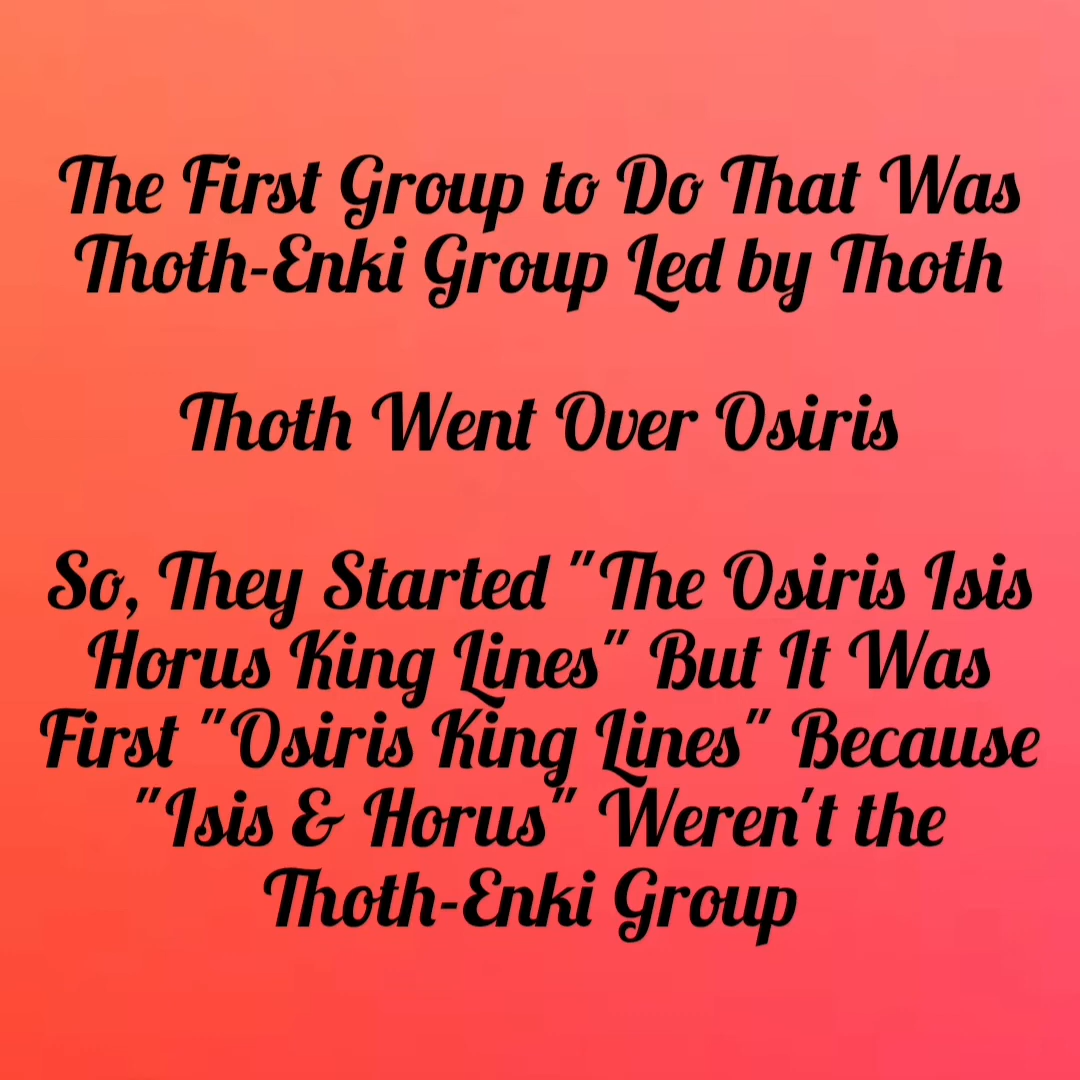 The First Group to Do That Was
Thoth-Enki Group Led by Thoth
Thoth Went Over Osiris
So, They Started "The Osiris Isis
Horus King Lines" But It Was
First "Osiris King Lines" Because
"Isis & Horus" Weren't the
Thoth-Enki Group